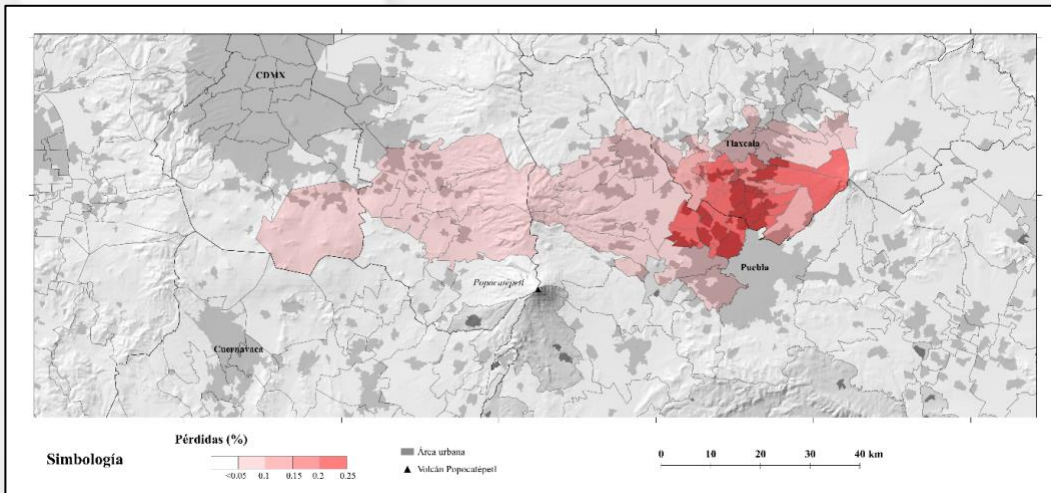 CDMX
Tlaxcala
Puebla
Popocatépetl
Cuernavaca
Pérdidas (%)
Simbología
<0.05 0.1 0.15 0.2 0.25
Área urbana
Volcán Popocatépetl
0 10 20 30 40 km